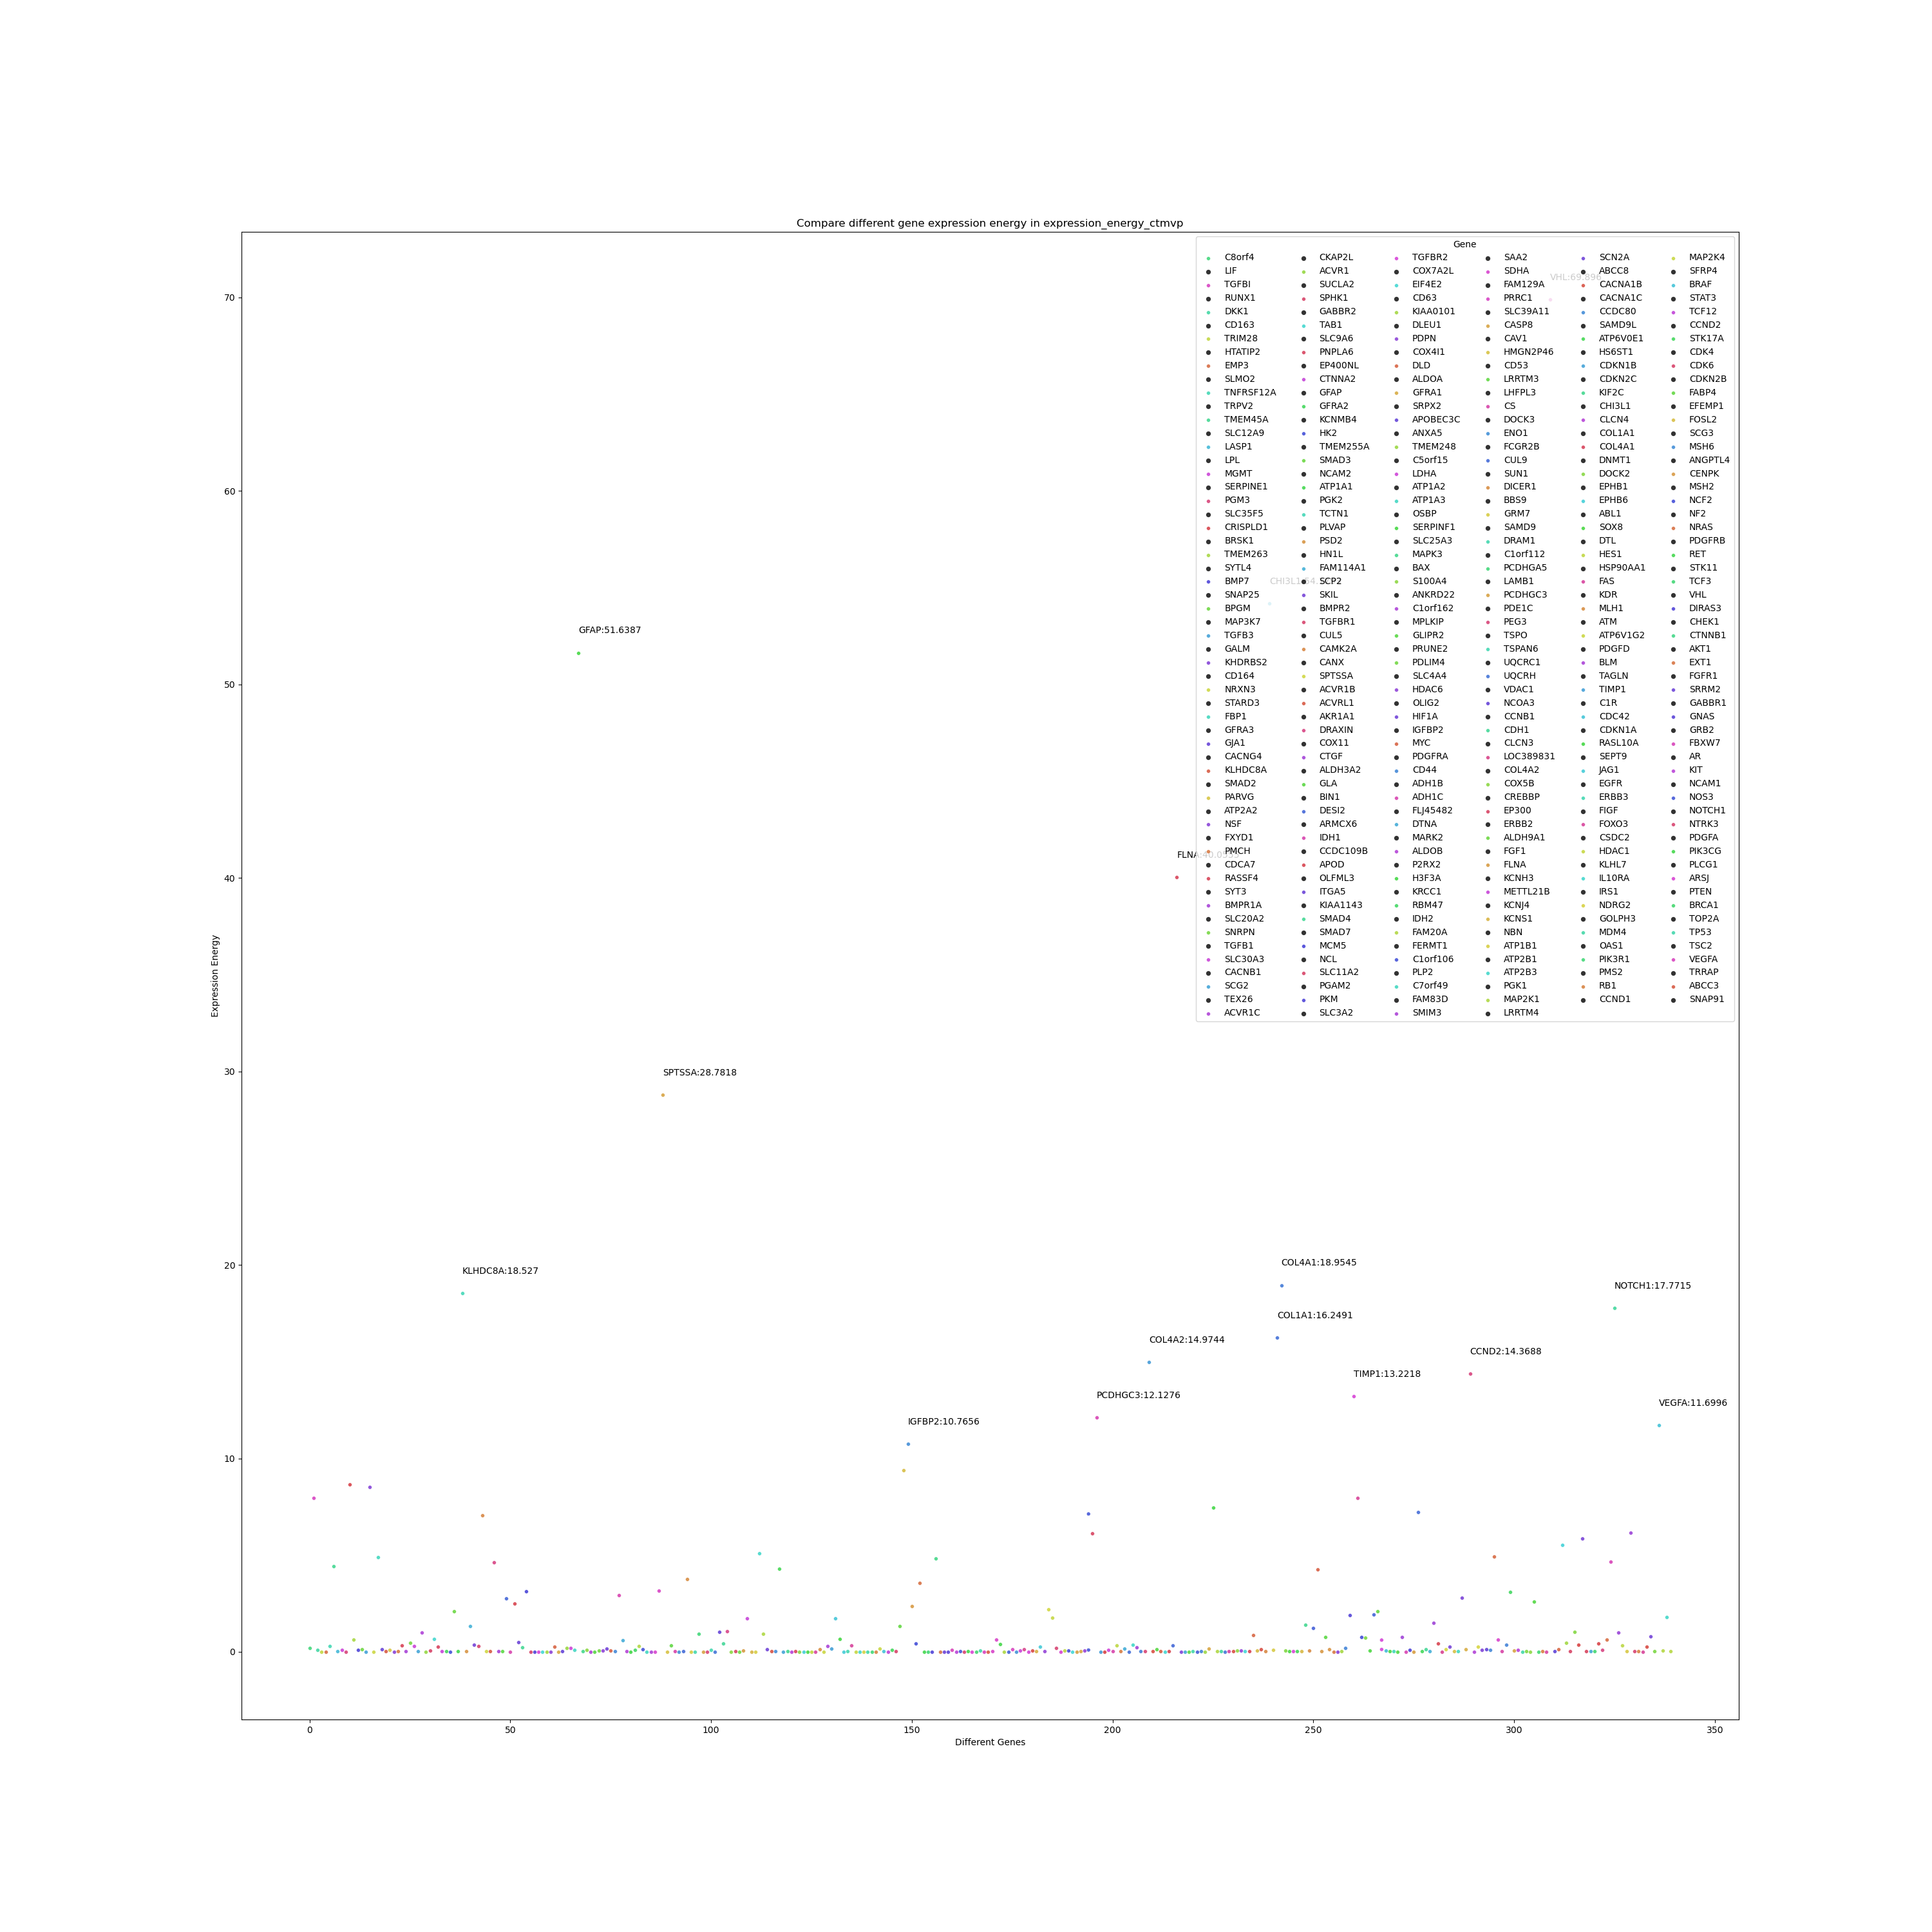 Compare different gene expression energy in expression_energy_ctmvp
Gene
C8orf4 CKAP2L TGFBR2 SAA2 SCN2A MAP2K4
LIF ACVR1 COX7A2L SDHA ABCC8 SFRP4
TGFBI SUCLA2 EIF4E2 FAM129A CACNA1B BRAF
RUNX1 SPHK1 CD63 PRRC1 CACNA1C STAT3
DKK1 GABBR2 KIAA0101 SLC39A11 CCDC80 TCF12
CD163 TAB1 DLEU1 CASP8 SAMD9L CCND2
TRIM28 SLC9A6 PDPN CAV1 ATP6V0E1 STK17A
HTATIP2 PNPLA6 COX4I1 HMGN2P46 HS6ST1 CDK4
EMP3 EP400NL DLD CD53 CDKN1B CDK6
SLMO2 CTNNA2 ALDOA LRRTM3 CDKN2C CDKN2B
TNFRSF12A GFAP GFRA1 LHFPL3 KIF2C FABP4
TRPV2 GFRA2 SRPX2 CS CHI3L1 EFEMP1
TMEM45A KCNMB4 APOBEC3C DOCK3 CLCN4 FOSL2
SLC12A9 HK2 ANXA5 ENO1 COL1A1 SCG3
LASP1 TMEM255A TMEM248 FCGR2B COL4A1 MSH6
LPL SMAD3 C5orf15 CUL9 DNMT1 ANGPTL4
MGMT NCAM2 LDHA SUN1 DOCK2 CENPK
SERPINE1 ATP1A1 ATP1A2 DICER1 EPHB1 MSH2
PGM3 PGK2 ATP1A3 BBS9 EPHB6 NCF2
SLC35F5 TCTN1 OSBP GRM7 ABL1 NF2
CRISPLD1 PLVAP SERPINF1 SAMD9 SOX8 NRAS
BRSK1 PSD2 SLC25A3 DRAM1 DTL PDGFRB
TMEM263 HN1L MAPK3 C1orf112 HES1 RET
SYTL4 FAM114A1 BAX PCDHGA5 HSP90AA1 STK11
BMP7 SCP2 S100A4 LAMB1 FAS TCF3
SNAP25 SKIL ANKRD22 PCDHGC3 KDR VHL
BPGM BMPR2 C1orf162 PDE1C MLH1 DIRAS3
MAP3K7 TGFBR1 MPLKIP PEG3 ATM CHEK1
TGFB3 CUL5 GLIPR2 TSPO ATP6V1G2 CTNNB1
GALM CAMK2A PRUNE2 TSPAN6 PDGFD AKT1
KHDRBS2 CANX PDLIM4 UQCRC1 BLM EXT1
CD164 SPTSSA SLC4A4 UQCRH TAGLN FGFR1
NRXN3 ACVR1B HDAC6 VDAC1 TIMP1 SRRM2
STARD3 ACVRL1 OLIG2 NCOA3 C1R GABBR1
FBP1 AKR1A1 HIF1A CCNB1 CDC42 GNAS
GFRA3 DRAXIN IGFBP2 CDH1 CDKN1A GRB2
GJA1 COX11 MYC CLCN3 RASL10A FBXW7
CACNG4 CTGF PDGFRA LOC389831 SEPT9 AR
KLHDC8A ALDH3A2 CD44 COL4A2 JAG1 KIT
SMAD2 GLA ADH1B COX5B EGFR NCAM1
PARVG BIN1 ADH1C CREBBP ERBB3 NOS3
ATP2A2 DESI2 FLJ45482 EP300 FIGF NOTCH1
NSF ARMCX6 DTNA ERBB2 FOXO3 NTRK3
FXYD1 IDH1 MARK2 ALDH9A1 CSDC2 PDGFA
PMCH CCDC109B ALDOB FGF1 HDAC1 PIK3CG
CDCA7 APOD P2RX2 FLNA KLHL7 PLCG1
RASSF4 OLFML3 H3F3A KCNH3 IL10RA ARSJ
SYT3 ITGA5 KRCC1 METTL21B IRS1 PTEN
BMPR1A KIAA1143 RBM47 KCNJ4 NDRG2 BRCA1
SLC20A2 SMAD4 IDH2 KCNS1 GOLPH3 TOP2A
SNRPN SMAD7 FAM20A NBN MDM4 TP53
TGFB1 MCM5 FERMT1 ATP1B1 OAS1 TSC2
SLC30A3 NCL C1orf106 ATP2B1 PIK3R1 VEGFA
CACNB1 SLC11A2 PLP2 ATP2B3 PMS2 TRRAP
SCG2 PGAM2 C7orf49 PGK1 RB1 ABCC3
TEX26 PKM FAM83D MAP2K1 CCND1 SNAP91
ACVR1C SLC3A2 SMIM3 LRRTM4
VHL:69.896
GFAP:51.6387
SPTSSA:28.7818
KLHDC8A:18.527
COL4A1:18.9545
NOTCH1:17.7715
COL1A1:16.2491
COL4A2:14.9744
CCND2:14.3688
TIMP1:13.2218
PCDHGC3:12.1276
VEGFA:11.6996
IGFBP2:10.7656
70
60
50
40
30
20
10
0
Expression Energy
0 50 100 150 200 250 300 350
Different Genes